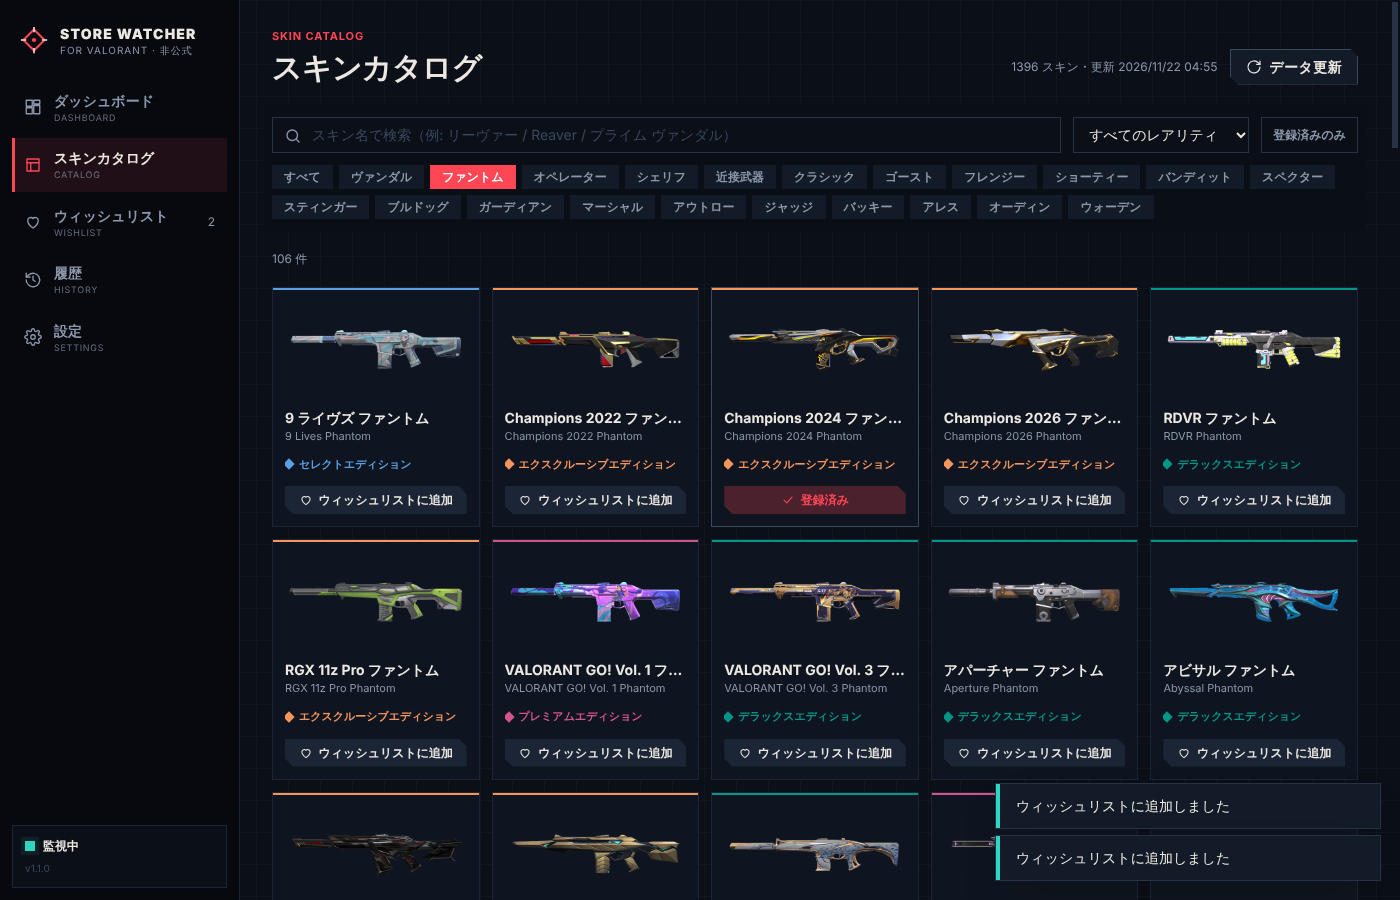 STORE WATCHER
FOR VALORANT · 非公式
ダッシュボード
DASHBOARD
スキンカタログ
CATALOG
ウィッシュリスト
WISHLIST
2
履歴
HISTORY
設定
SETTINGS
監視中
v1.1.0
SKIN CATALOG
スキンカタログ
1396 スキン・更新 2026/11/22 04:55
データ更新
スキン名で検索（例: リーヴァー / Reaver / プライム ヴァンダル）
すべてのレアリティ
登録済みのみ
すべて ヴァンダル ファントム オペレーター シェリフ 近接武器 クラシック ゴースト フレンジー ショーティー バンディット スペクター
スティンガー ブルドッグ ガーディアン マーシャル アウトロー ジャッジ バッキー アレス オーディン ウォーデン
106 件
9 ライヴズ ファントム
9 Lives Phantom
セレクトエディション
ウィッシュリストに追加
Champions 2022 ファン...
Champions 2022 Phantom
エクスクルーシブエディション
ウィッシュリストに追加
Champions 2024 ファン...
Champions 2024 Phantom
エクスクルーシブエディション
登録済み
Champions 2026 ファン...
Champions 2026 Phantom
エクスクルーシブエディション
ウィッシュリストに追加
RDVR ファントム
RDVR Phantom
デラックスエディション
ウィッシュリストに追加
RGX 11z Pro ファントム
RGX 11z Pro Phantom
エクスクルーシブエディション
ウィッシュリストに追加
VALORANT GO! Vol. 1 フ...
VALORANT GO! Vol. 1 Phantom
プレミアムエディション
ウィッシュリストに追加
VALORANT GO! Vol. 3 フ...
VALORANT GO! Vol. 3 Phantom
デラックスエディション
ウィッシュリストに追加
アパーチャー ファントム
Aperture Phantom
デラックスエディション
ウィッシュリストに追加
アビサル ファントム
Abyssal Phantom
デラックスエディション
ウィッシュリストに追加
ウィッシュリストに追加しました
ウィッシュリストに追加しました